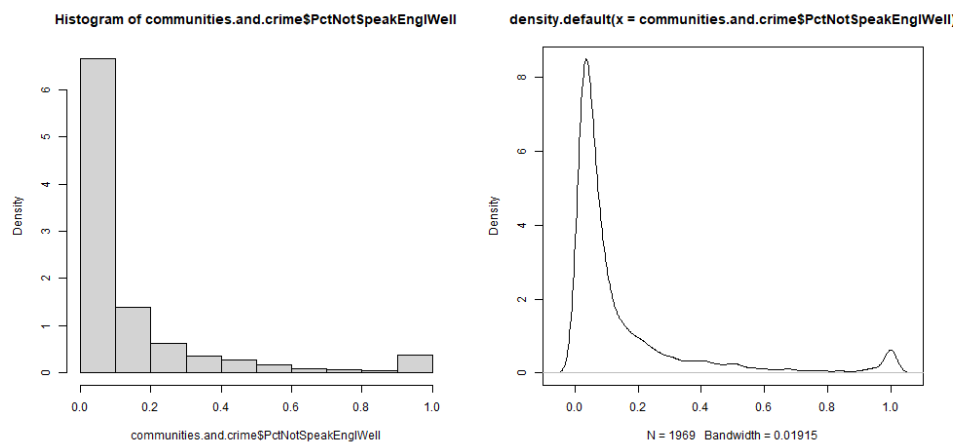 Histogram of communities.and.crime$PctNotSpeakEnglWell
Density
6
5
4
3
2
1
0
0.0 0.2 0.4 0.6 0.8 1.0
communities.and.crime$PctNotSpeakEnglWell
density.default(x = communities.and.crime$PctNotSpeakEnglWell)
Density
8
6
4
2
0
0.0 0.2 0.4 0.6 0.8 1.0
N = 1969 Bandwidth = 0.01915